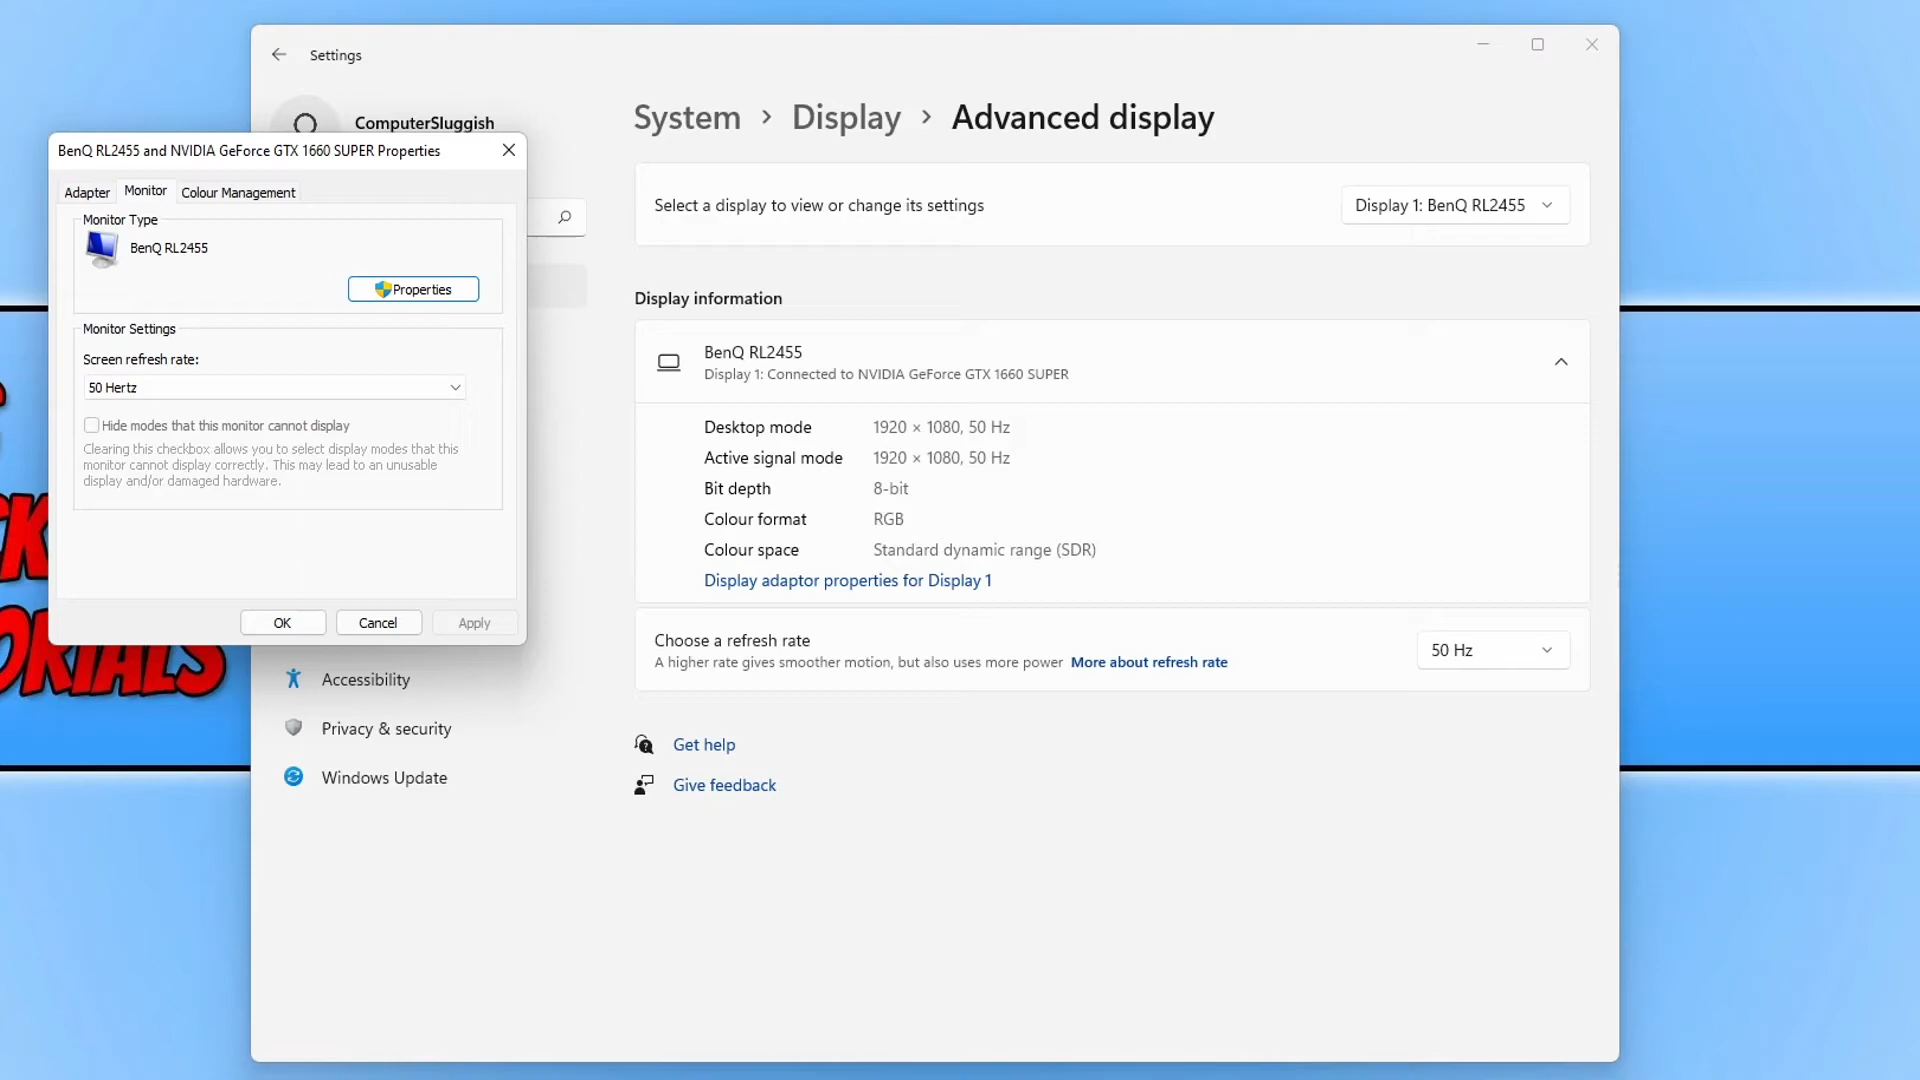 Settings
ComputerSluggish
System > Display > Advanced display
Select a display to view or change its settings
Display 1: BenQ RL2455
Display information
BenQ RL2455
Display 1: Connected to NVIDIA GeForce GTX 1660 SUPER
Desktop mode 1920 × 1080, 50 Hz
Active signal mode 1920 × 1080, 50 Hz
Bit depth 8-bit
Colour format RGB
Colour space Standard dynamic range (SDR)
Display adaptor properties for Display 1
Choose a refresh rate
A higher rate gives smoother motion, but also uses more power More about refresh rate
50 Hz
Get help
Give feedback
BenQ RL2455 and NVIDIA GeForce GTX 1660 SUPER Properties
Adapter Monitor Colour Management
Monitor Type
BenQ RL2455
Properties
Monitor Settings
Screen refresh rate:
50 Hertz
Hide modes that this monitor cannot display
Clearing this checkbox allows you to select display modes that this
monitor cannot display correctly. This may lead to an unusable
display and/or damaged hardware.
OK Cancel Apply
Accessibility
Privacy & security
Windows Update